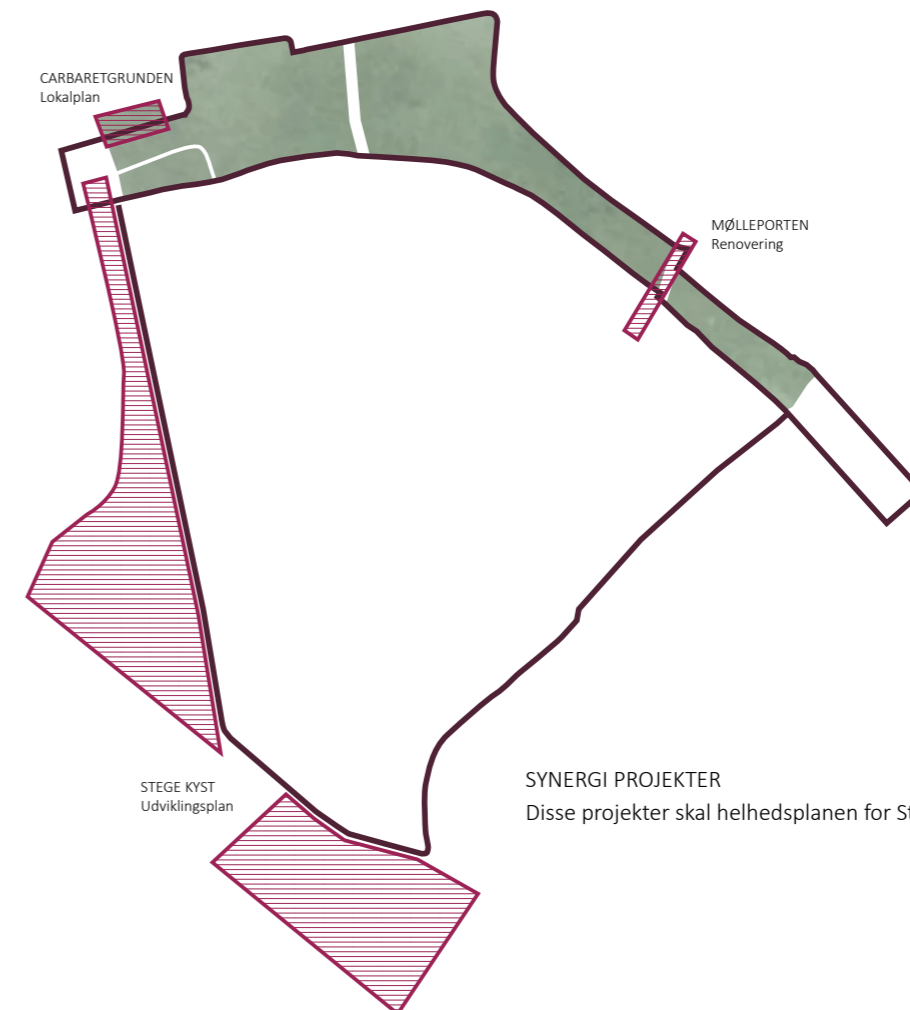 CARBARETGRUNDEN
Lokalplan
MØLLEPORTEN
Renovering
STEGE KYST
Udviklingsplan
SYNERGI PROJEKTER
Disse projekter skal helhedsplanen for